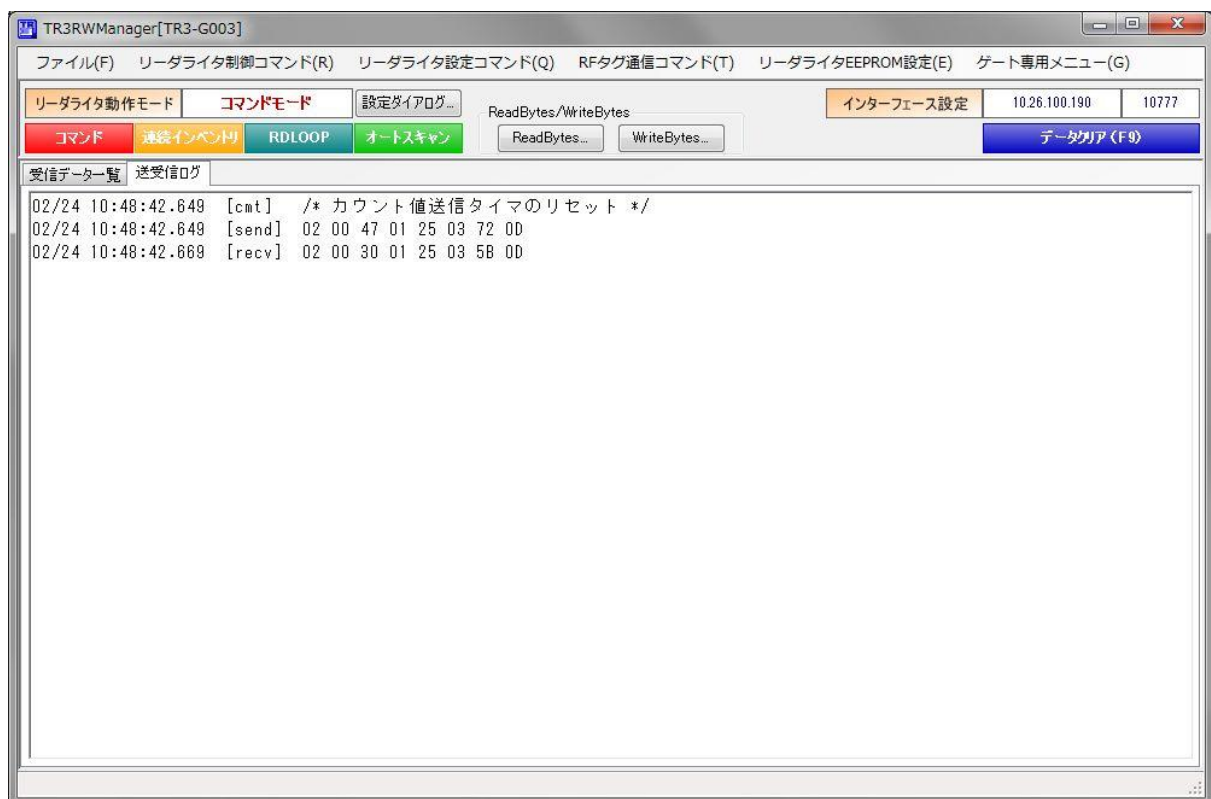 TR3RWManager[TR3-G003]
ファイル(F) リーダライタ制御コマンド(R) リーダライタ設定コマンド(Q) RFタグ通信コマンド(T) リーダライタEEPROM設定(E) ゲート専用メニュー(G)
リーダライタ動作モード コマンドモード 設定ダイアログ... ReadBytes/WriteBytes インターフェース設定 10.26.100.190 10777
コマンド 連続インベントリ RDLOOP オートスキャン ReadBytes... WriteBytes... データクリア (F9)
受信データ一覧 送受信ログ
02/24 10:48:42.649 [cmt] /* カウント値送信タイマのリセット */
02/24 10:48:42.649 [send] 02 00 47 01 25 03 72 0D
02/24 10:48:42.669 [recv] 02 00 30 01 25 03 5B 0D